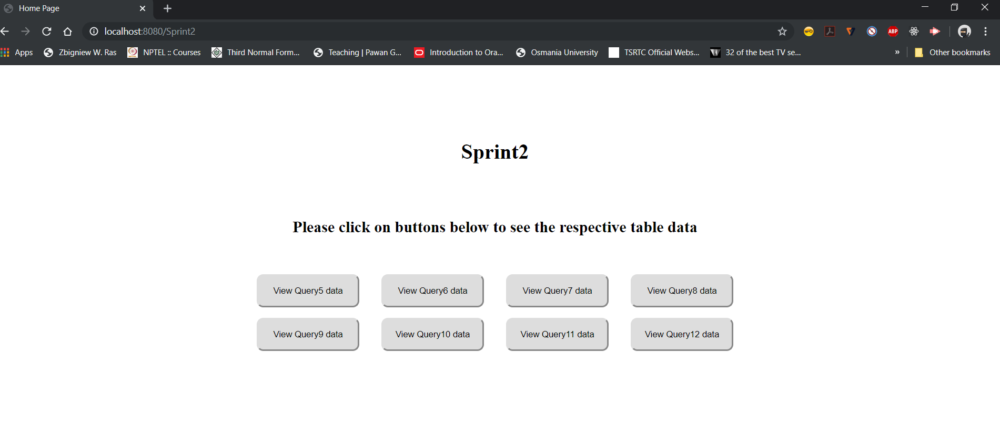 Home Page
localhost:8080/Sprint2
ABP
Apps
Zbigniew W. Ras
NPTEL :: Courses
Third Normal Form...
Teaching | Pawan G...
Introduction to Ora...
Osmania University
TSRTC Official Webs...
32 of the best TV se...
»
Other bookmarks
Sprint2
Please click on buttons below to see the respective table data
View Query5 data
View Query6 data
View Query7 data
View Query8 data
View Query9 data
View Query10 data
View Query11 data
View Query12 data